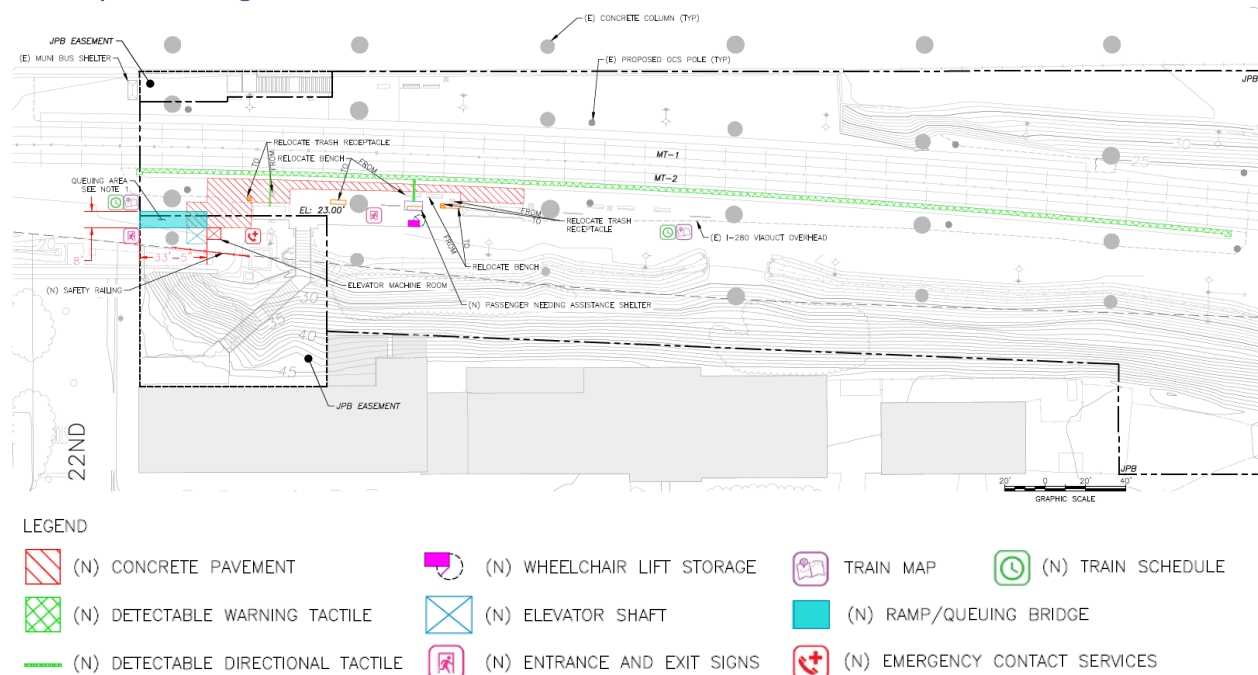 (E) CONCRETE COLUMN (TYP)
JPB EASEMENT
(E) MUNI BUS SHELTER
(E) PROPOSED OCS POLE (TYP)
JPB
30
25
RELOCATE TRASH RECEPTACLE
TO
FROM
RELOCATE BENCH
TO
FROM
MT-1
MT-2
QUEUING AREA
SEE NOTE 1
EL: 23.00'
FROM
TO
RELOCATE TRASH
RECEPTACLE
(E) I-280 VIADUCT OVERHEAD
8'
33'-5"
TO
FROM
RELOCATE BENCH
ELEVATOR MACHINE ROOM
(N) SAFETY RAILING
(N) PASSENGER NEEDING ASSISTANCE SHELTER
25
30
35
40
45
JPB EASEMENT
22ND
JPB
20'
0'
20'
40'
GRAPHIC SCALE
LEGEND
(N) CONCRETE PAVEMENT
(N) WHEELCHAIR LIFT STORAGE
TRAIN MAP
(N) TRAIN SCHEDULE
(N) DETECTABLE WARNING TACTILE
(N) ELEVATOR SHAFT
(N) RAMP/QUEUING BRIDGE
(N) DETECTABLE DIRECTIONAL TACTILE
(N) ENTRANCE AND EXIT SIGNS
(N) EMERGENCY CONTACT SERVICES